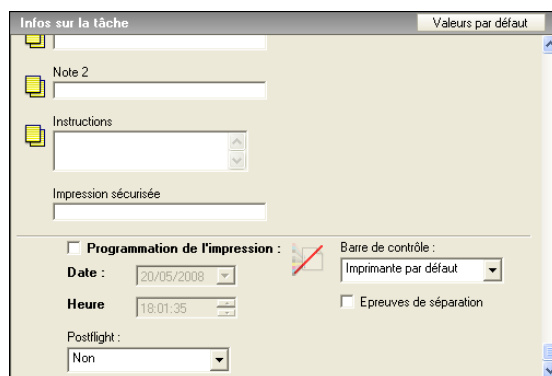 Infos sur la tâche
Valeurs par défaut
Note 2
Instructions
Impression sécurisée
Programmation de l'impression :
Barre de contrôle :
Date :
20/05/2008
Imprimante par défaut
Heure
18:01:35
Epreuves de séparation
Postflight :
Non